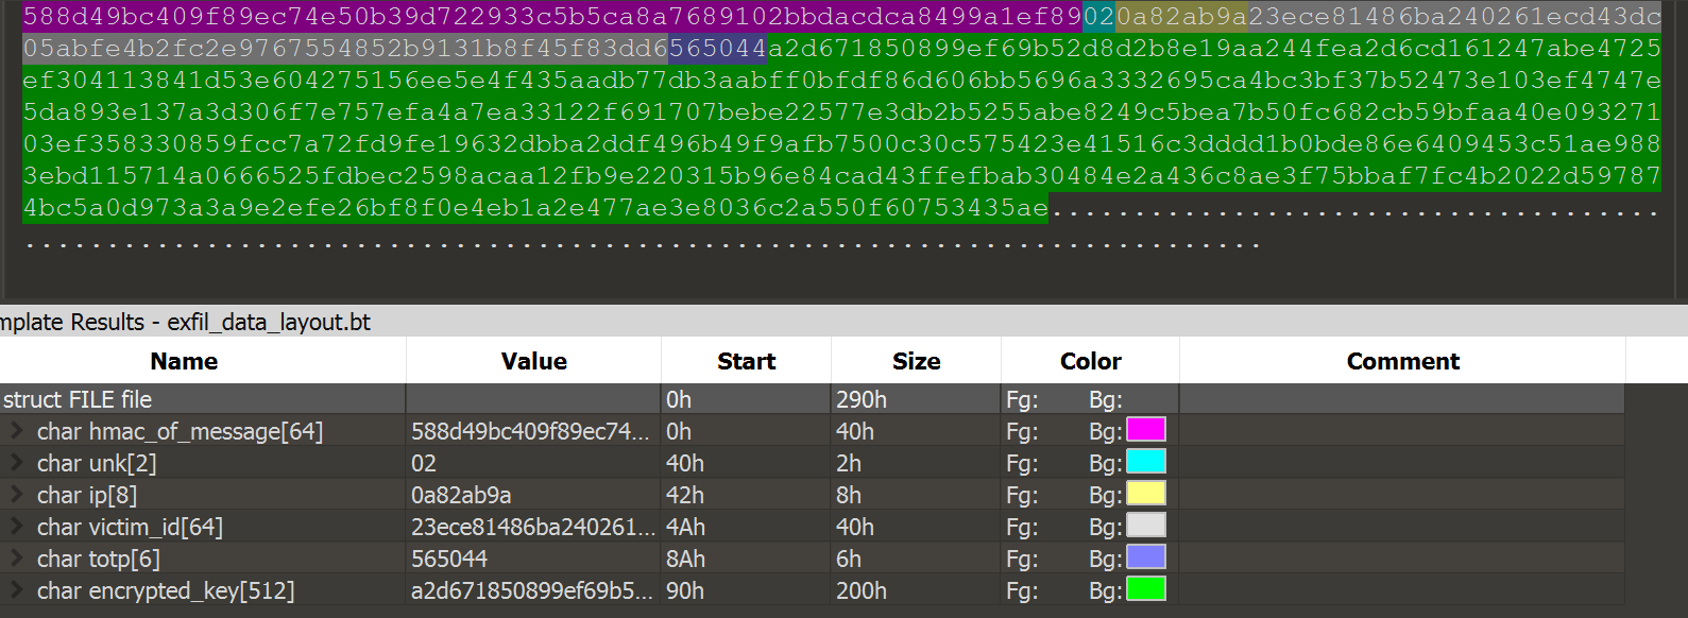 588d49bc409f89ec74e50b39d722933c5b5ca8a7689102bbdacdca8499a1ef89020a82ab9a23ece81486ba240261ecd43dc
05abfe4b2fc2e9767554852b9131b8f45f83dd6565044a2d671850899ef69b52d8d2b8e19aa244fea2d6cd161247abe4725
ef304113841d53e604275156ee5e4f435aadb77db3aabff0bfdf86d606bb5696a3332695ca4bc3bf37b52473e103ef4747e
5da893e137a3d306f7e757efa4a7ea33122f691707bebe22577e3db2b5255abe8249c5bea7b50fc682cb59bfaa40e093271
03ef358330859fcc7a72fd9fe19632dbba2ddf496b49f9afb7500c30c575423e41516c3dddd1b0bde86e6409453c51ae988
3ebd115714a0666525fdbec2598acaa12fb9e220315b96e84cad43ffefbab30484e2a436c8ae3f75bbaf7fc4b2022d59787
4bc5a0d973a3a9e2efe26bf8f0e4eb1a2e477ae3e8036c2a550f60753435ae......................................
.............................................................................
mplate Results - exfil_data_layout.bt
Name Value Start Size Color Comment
struct FILE file 0h 290h Fg: Bg:
char hmac_of_message[64] 588d49bc409f89ec74... 0h 40h Fg: Bg:
char unk[2] 02 40h 2h Fg: Bg:
char ip[8] 0a82ab9a 42h 8h Fg: Bg:
char victim_id[64] 23ece81486ba240261... 4Ah 40h Fg: Bg:
char totp[6] 565044 8Ah 6h Fg: Bg:
char encrypted_key[512] a2d671850899ef69b5... 90h 200h Fg: Bg: